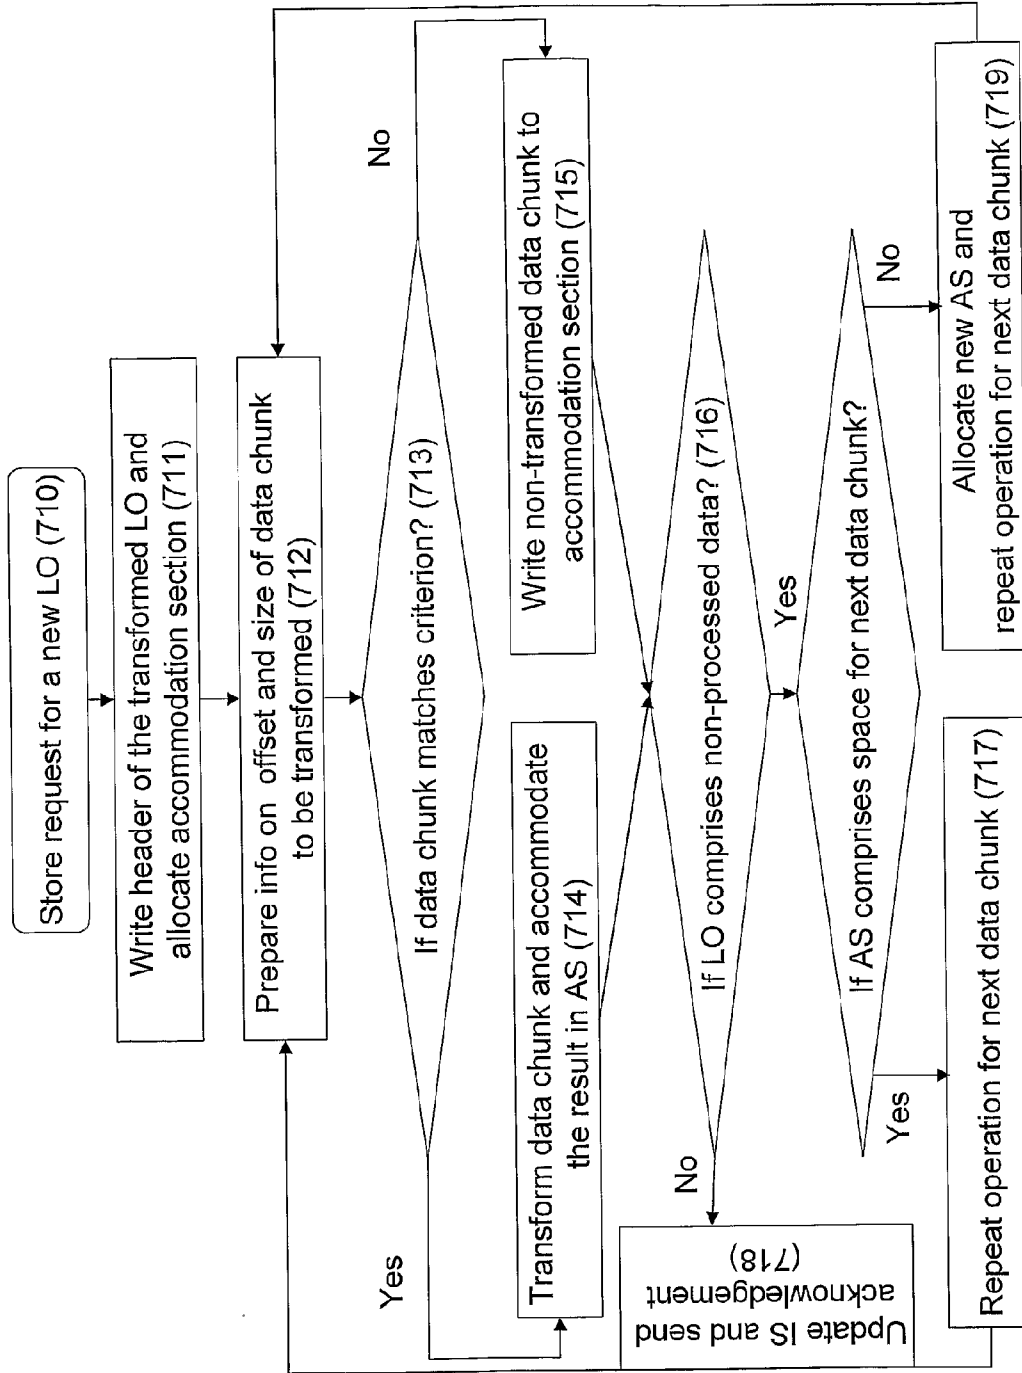 Store request for a new LO (710)
Write header of the transformed LO and
allocate accommodation section (711)
Prepare info on offset and size of data chunk
to be transformed (712)
If data chunk matches criterion? (713)
Yes
No
Transform data chunk and accommodate
the result in AS (714)
Write non-transformed data chunk to
accommodation section (715)
If LO comprises non-processed data? (716)
No
Yes
Update IS and send
acknowledgement
(718)
If AS comprises space for next data chunk?
Yes
No
Repeat operation for next data chunk (717)
Allocate new AS and
repeat operation for next data chunk (719)